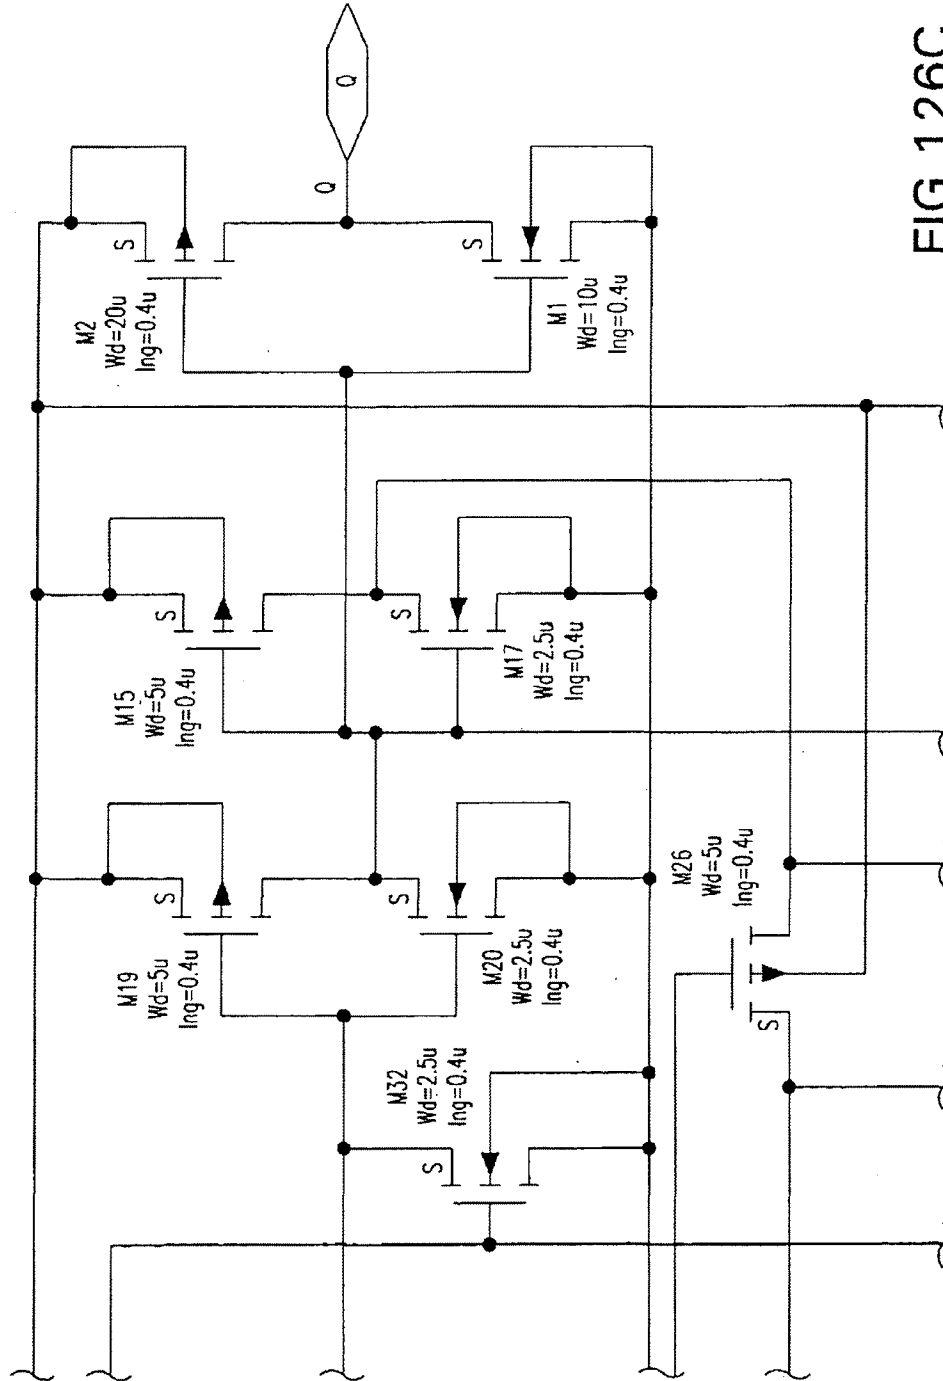 Q
Q
S
M2
Wd=20u
lng=0.4u
S
M1
Wd=10u
lng=0.4u
S
M15
Wd=5u
lng=0.4u
S
M17
Wd=2.5u
lng=0.4u
S
M19
Wd=5u
lng=0.4u
S
M20
Wd=2.5u
lng=0.4u
S
M32
Wd=2.5u
lng=0.4u
M26
Wd=5u
lng=0.4u
S
FIG 126C